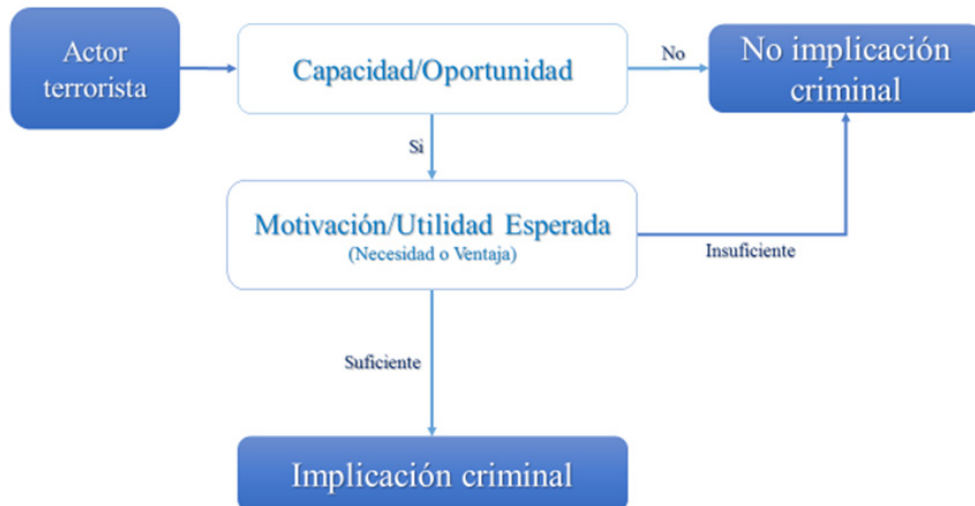 Actor
terrorista
Capacidad/Oportunidad
No
No implicación
criminal
Si
Motivación/Utilidad Esperada
(Necesidad o Ventaja)
Insuficiente
Suficiente
Implicación criminal